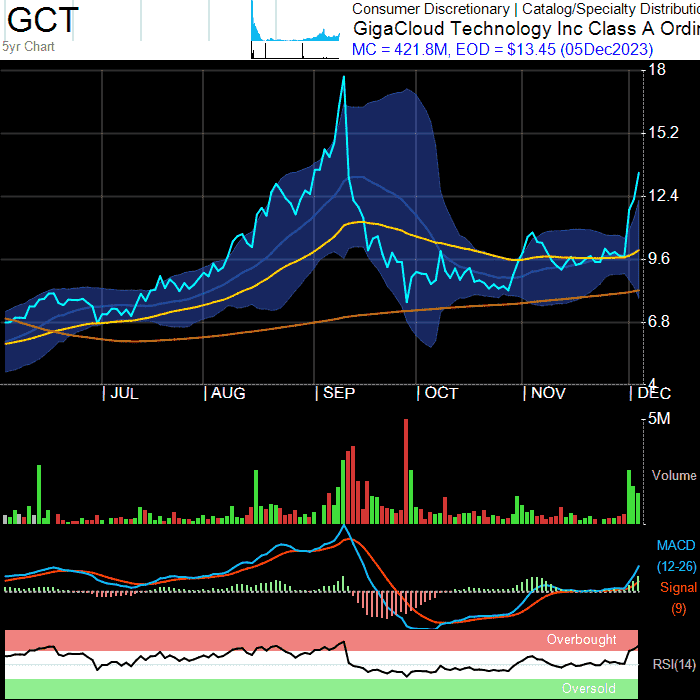 GCT
5yr Chart
Consumer Discretionary | Catalog/Specialty Distributio
GigaCloud Technology Inc Class A Ordi
MC = 421.8M, EOD = $13.45 (05Dec2023)
18
15.2
12.4
9.6
6.8
4
| JUL | AUG | SEP | OCT | NOV | DEC
5M
Volume
MACD
(12-26)
Signal
(9)
Overbought
RSI(14)
Oversold